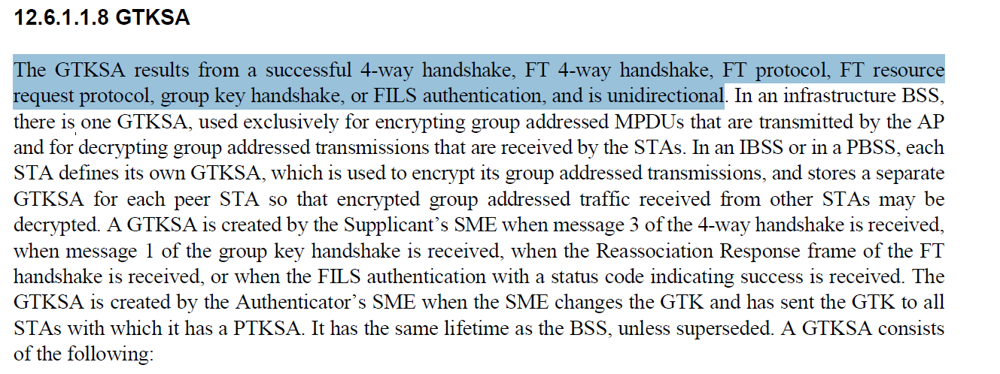 12.6.1.1.8 GTKSA
The GTKSA results from a successful 4-way handshake, FT 4-way handshake, FT protocol, FT resource
request protocol, group key handshake, or FILS authentication, and is unidirectional. In an infrastructure BSS,
there is one GTKSA, used exclusively for encrypting group addressed MPDUs that are transmitted by the AP
and for decrypting group addressed transmissions that are received by the STAs. In an IBSS or in a PBSS, each
STA defines its own GTKSA, which is used to encrypt its group addressed transmissions, and stores a separate
GTKSA for each peer STA so that encrypted group addressed traffic received from other STAs may be
decrypted. A GTKSA is created by the Supplicant’s SME when message 3 of the 4-way handshake is received,
when message 1 of the group key handshake is received, when the Reassociation Response frame of the FT
handshake is received, or when the FILS authentication with a status code indicating success is received. The
GTKSA is created by the Authenticator’s SME when the SME changes the GTK and has sent the GTK to all
STAs with which it has a PTKSA. It has the same lifetime as the BSS, unless superseded. A GTKSA consists
of the following: